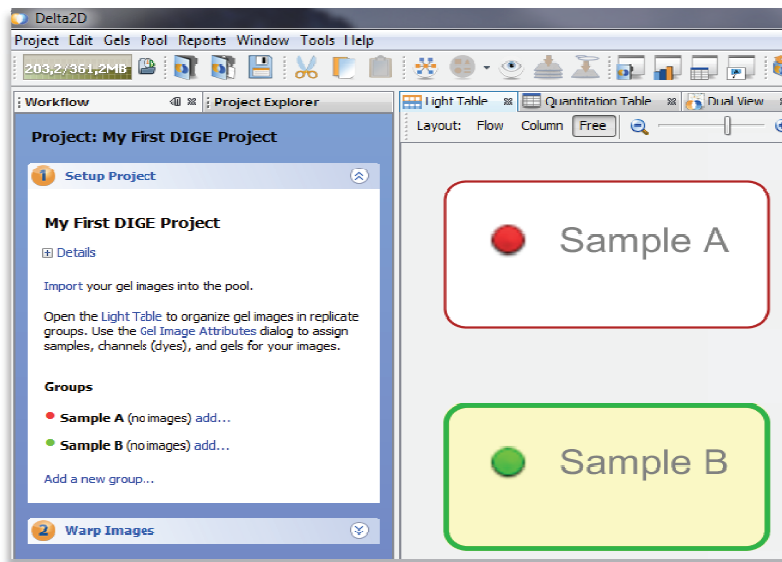 Delta2D
Project Edit Gels Pool Reports Window Tools Help
203,2/361,2MB
Workflow
Project Explorer
Light Table
Quantitation Table
Dual View
Layout: Flow Column Free
Project: My First DIGE Project
1 Setup Project
My First DIGE Project
Details
Import your gel images into the pool.
Open the Light Table to organize gel images in replicate
groups. Use the Gel Image Attributes dialog to assign
samples, channels (dyes), and gels for your images.
Groups
Sample A (no images) add...
Sample B (no images) add...
Add a new group...
2 Warp Images
Sample A
Sample B